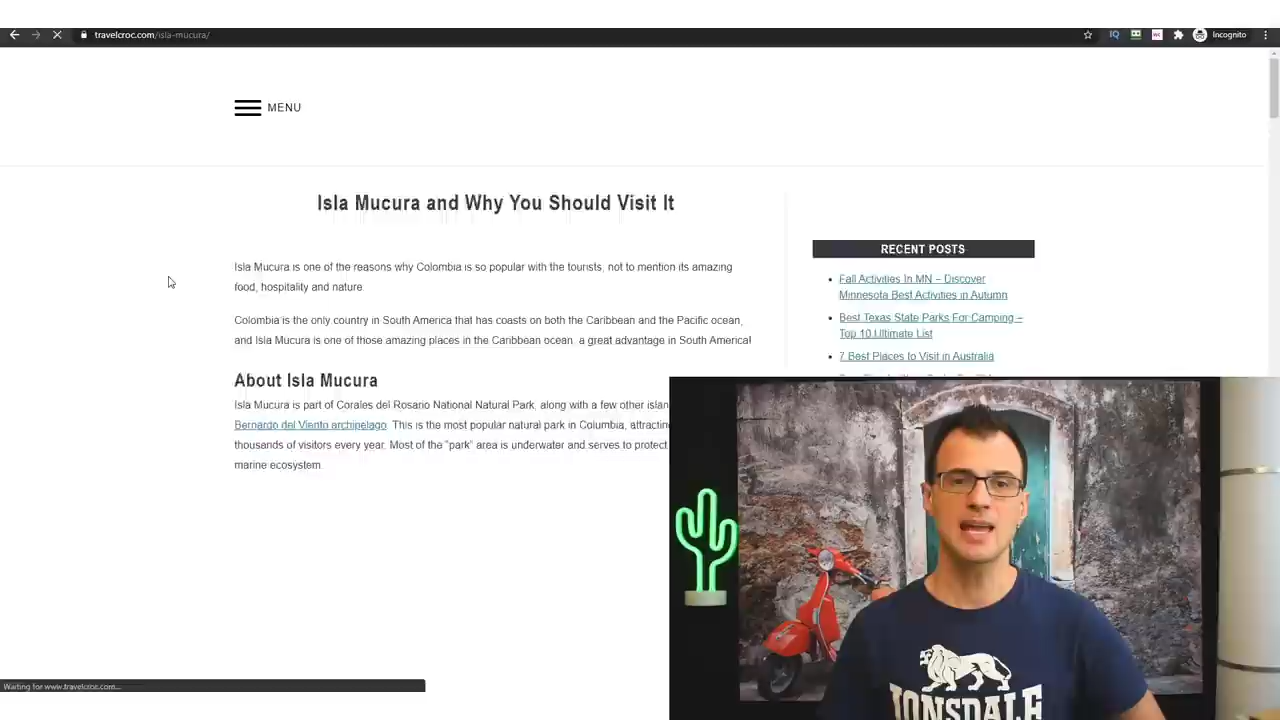 travelcroc.com/isla-mucura/
IQ
Incognito
MENU
Isla Mucura and Why You Should Visit It
Isla Mucura is one of the reasons why Colombia is so popular with the tourists, not to mention its amazing
food, hospitality and nature.
Colombia is the only country in South America that has coasts on both the Caribbean and the Pacific ocean,
and Isla Mucura is one of those amazing places in the Caribbean ocean, a great advantage in South America!
About Isla Mucura
Isla Mucura is part of Corales del Rosario National Natural Park, along with a few other islan
Bernardo del Viento archipelago. This is the most popular natural park in Columbia, attractin
thousands of visitors every year. Most of the "park" area is underwater and serves to protect
marine ecosystem.
RECENT POSTS
Fall Activities In MN – Discover
Minnesota Best Activities in Autumn
Best Texas State Parks For Camping –
Top 10 Ultimate List
7 Best Places to Visit in Australia
Waiting for www.travelcroc.com...
LONSDALE